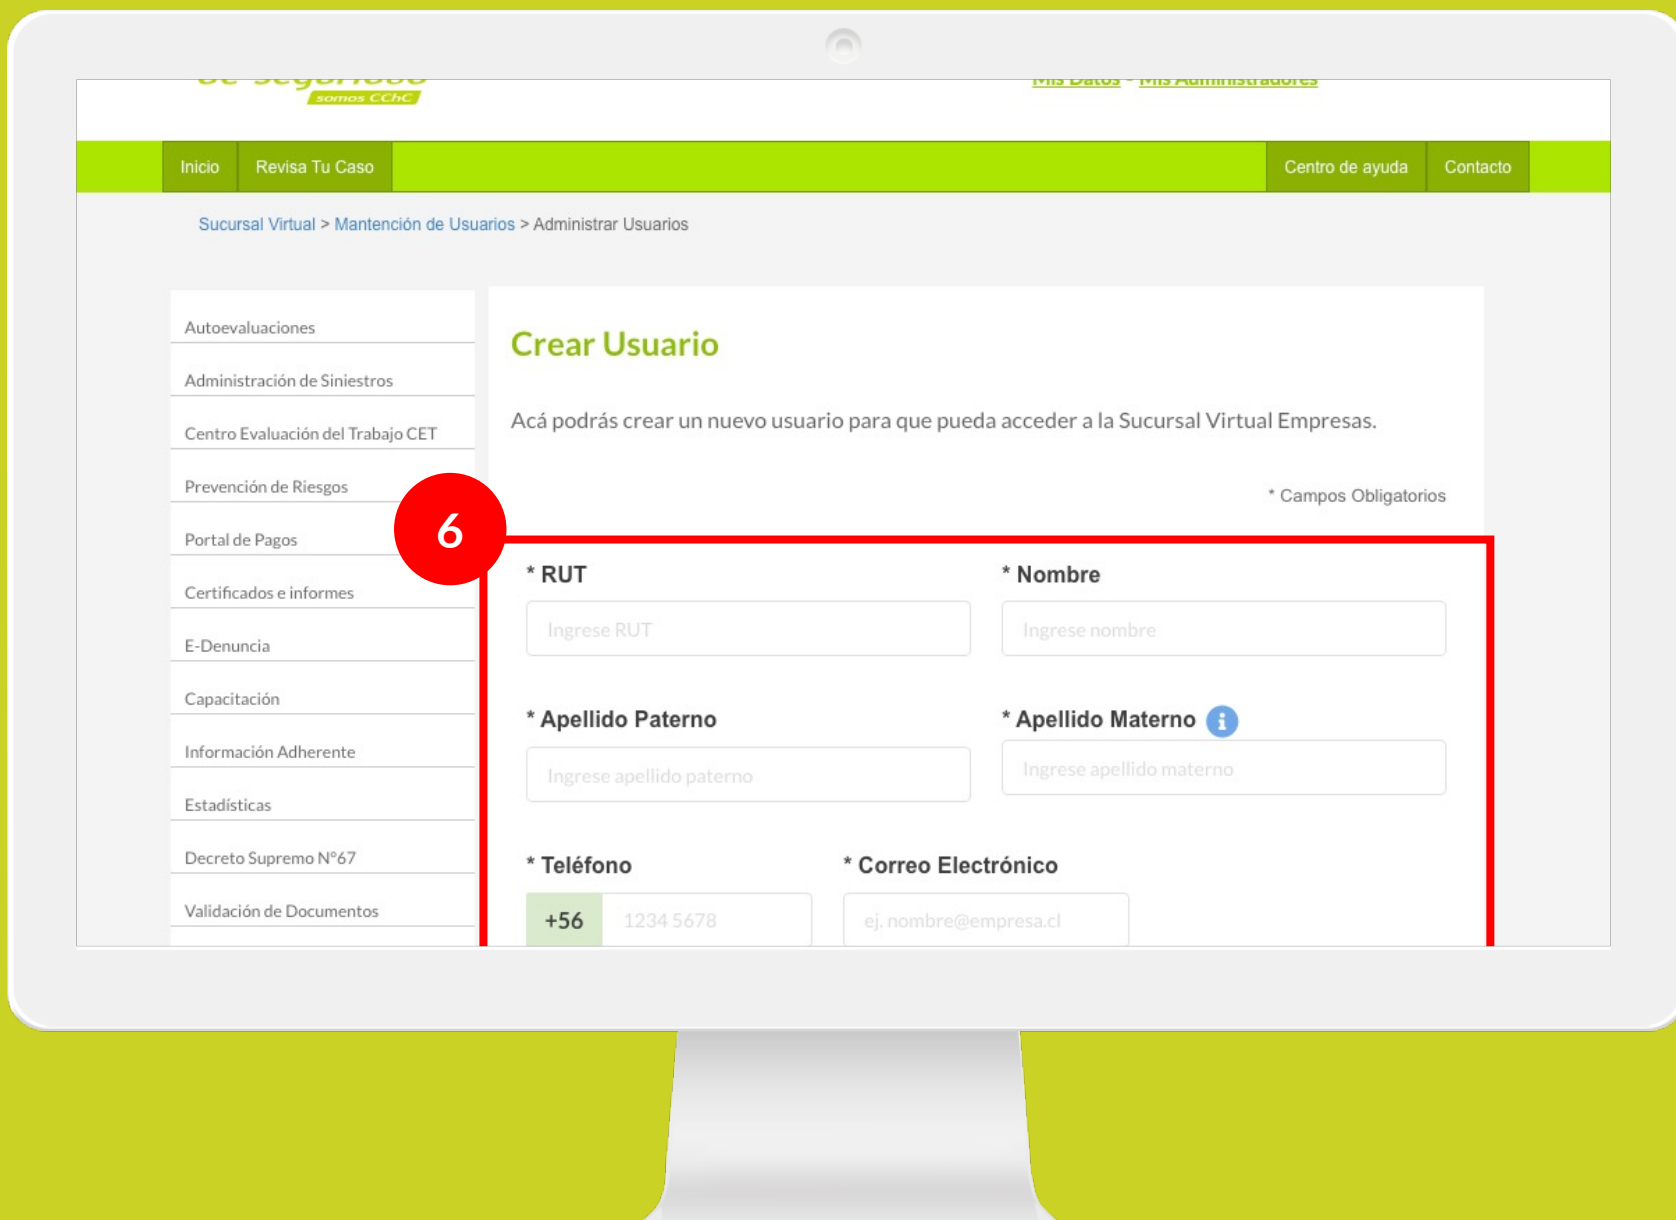 somos CChC
Mis Datos - Mis Administradores
Inicio
Revisa Tu Caso
Centro de ayuda
Contacto
Sucursal Virtual > Mantención de Usuarios > Administrar Usuarios
Autoevaluaciones
Administración de Siniestros
Centro Evaluación del Trabajo CET
Prevención de Riesgos
Portal de Pagos
Certificados e informes
E-Denuncia
Capacitación
Información Adherente
Estadísticas
Decreto Supremo N°67
Validación de Documentos
Crear Usuario
Acá podrás crear un nuevo usuario para que pueda acceder a la Sucursal Virtual Empresas.
* Campos Obligatorios
6
* RUT
Ingrese RUT
* Nombre
Ingrese nombre
* Apellido Paterno
Ingrese apellido paterno
* Apellido Materno
Ingrese apellido materno
* Teléfono
+56
1234 5678
* Correo Electrónico
ej. nombre@empresa.cl